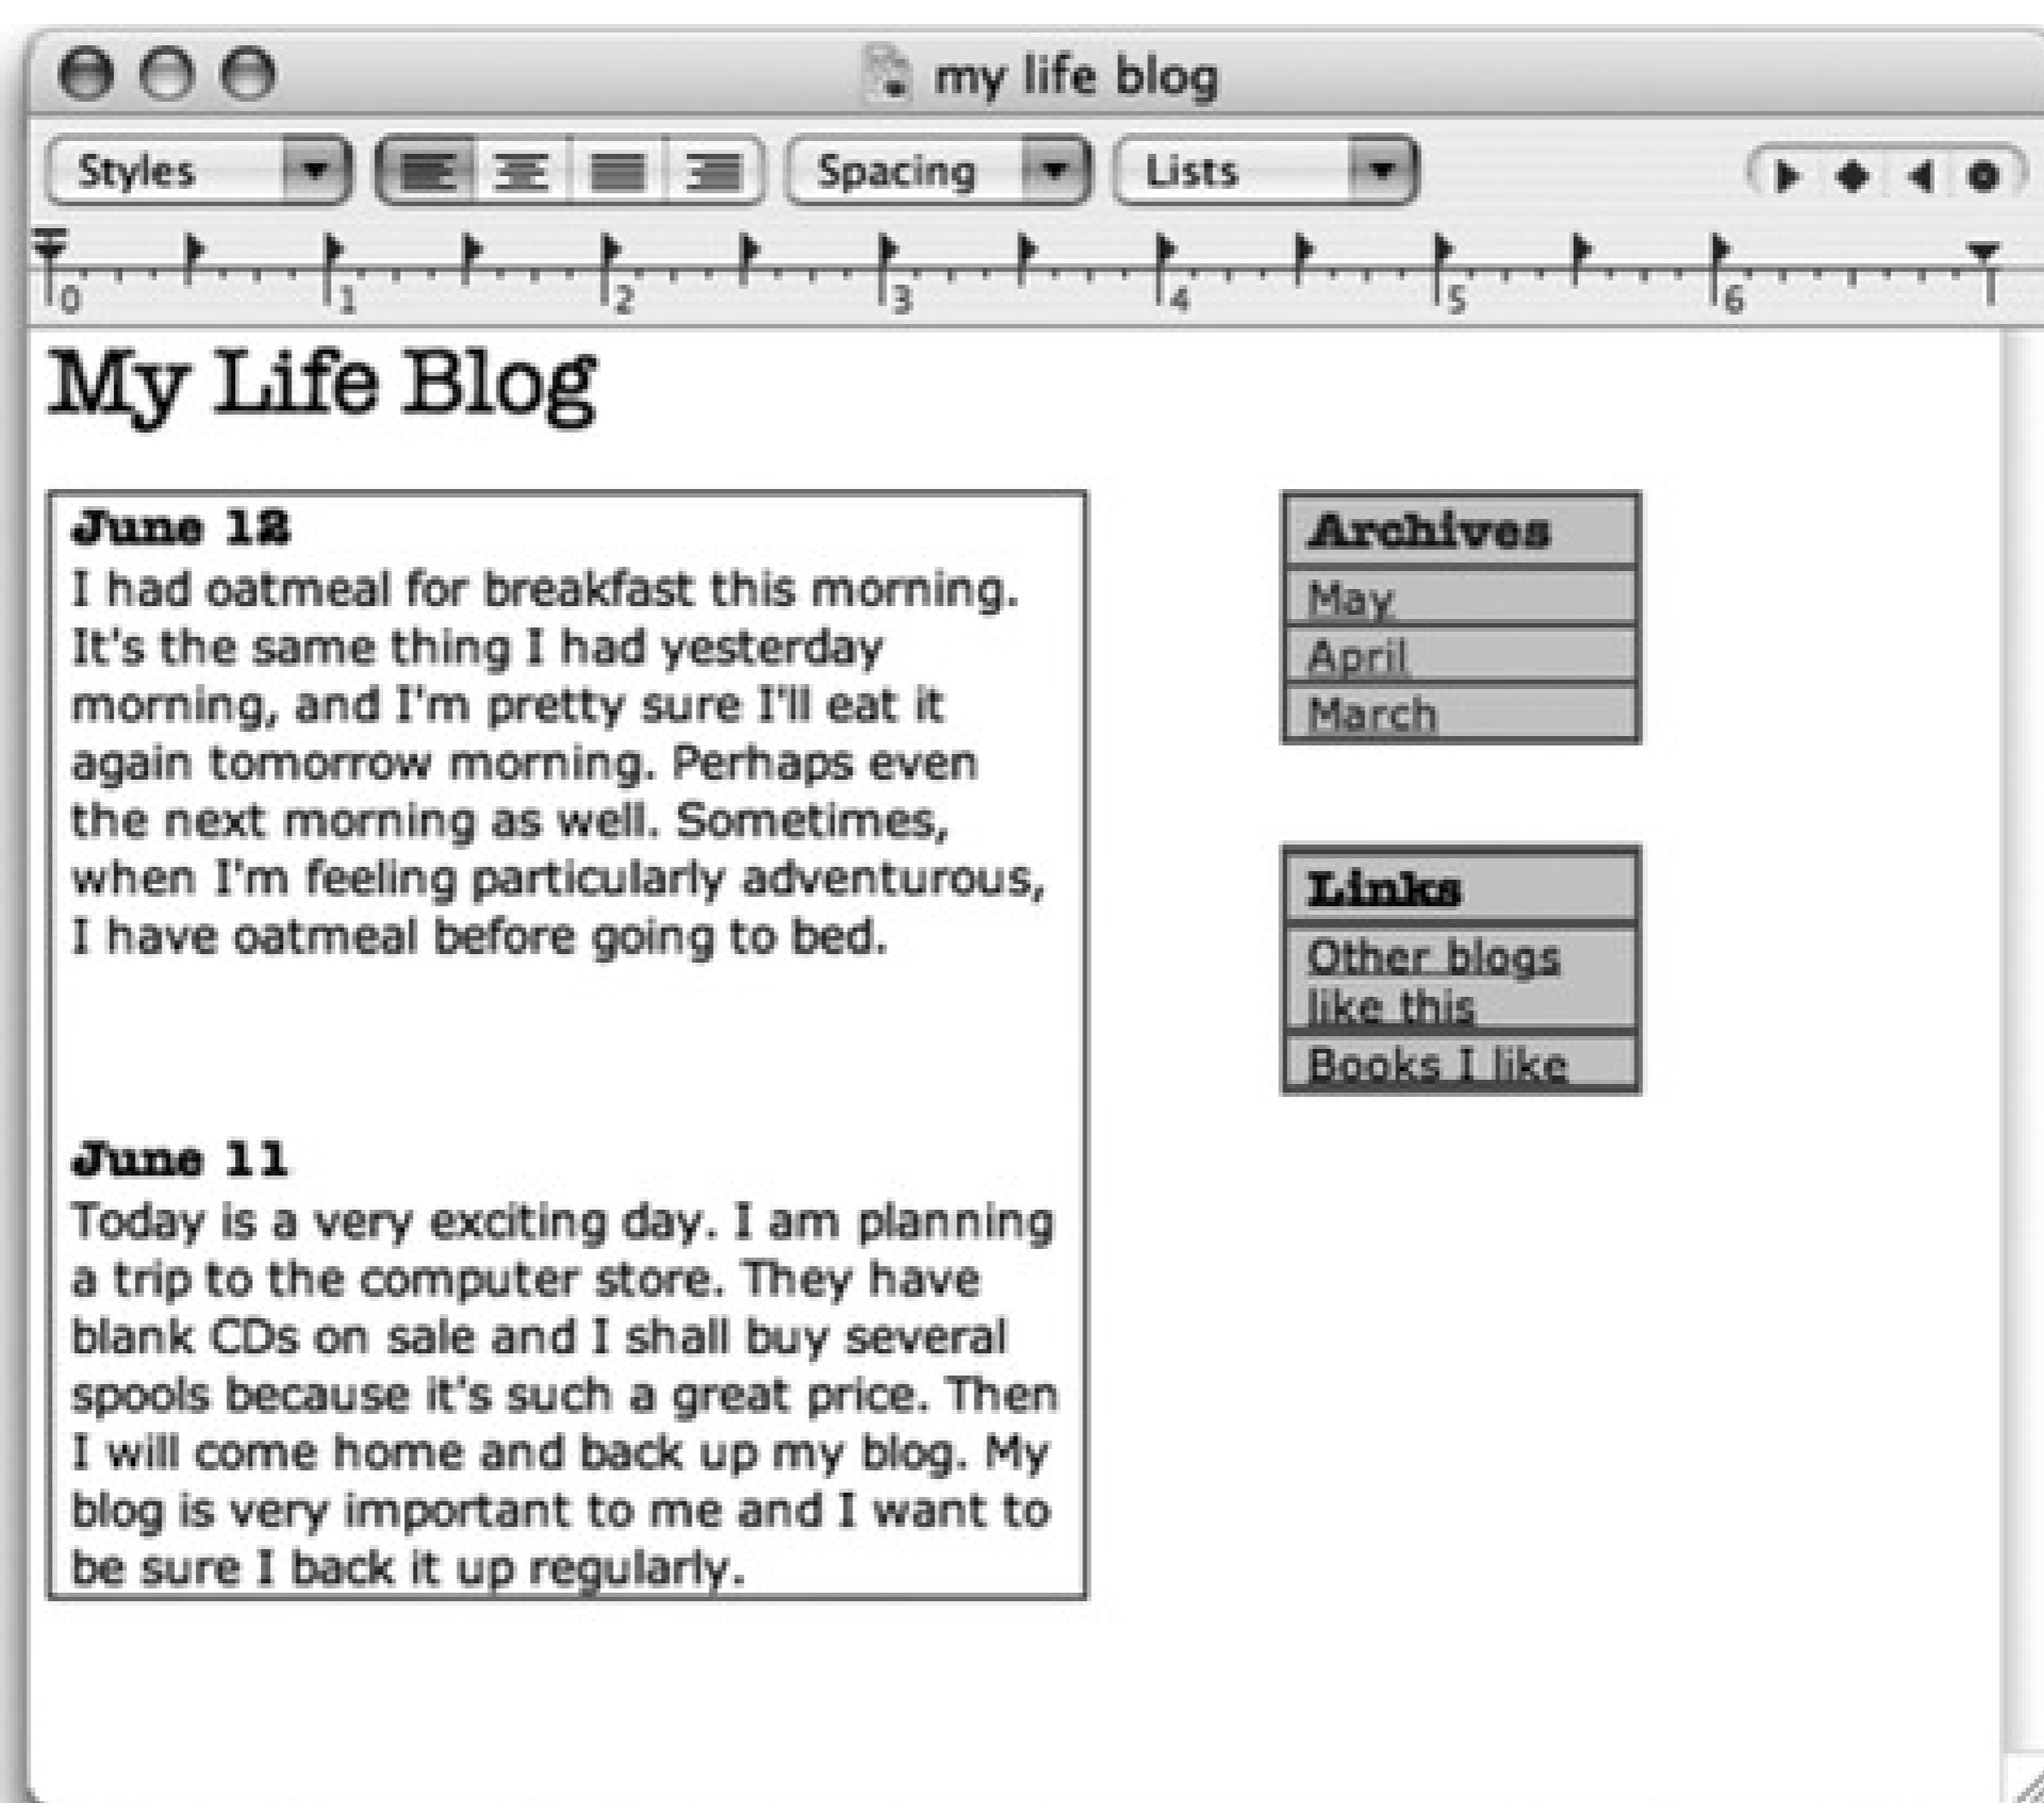 my life blog
Styles
Spacing
Lists
0 1 2 3 4 5 6
My Life Blog
June 12
I had oatmeal for breakfast this morning.
It's the same thing I had yesterday
morning, and I'm pretty sure I'll eat it
again tomorrow morning. Perhaps even
the next morning as well. Sometimes,
when I'm feeling particularly adventurous,
I have oatmeal before going to bed.
June 11
Today is a very exciting day. I am planning
a trip to the computer store. They have
blank CDs on sale and I shall buy several
spools because it's such a great price. Then
I will come home and back up my blog. My
blog is very important to me and I want to
be sure I back it up regularly.
Archives
May
April
March
Links
Other blogs
like this
Books I like